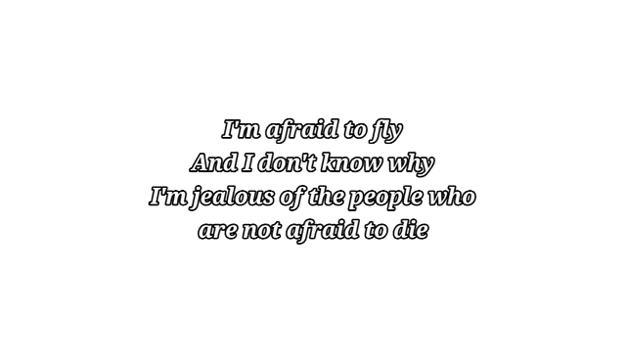 I'm afraid to fly
And I don't know why
I'm jealous of the people who
are not afraid to die